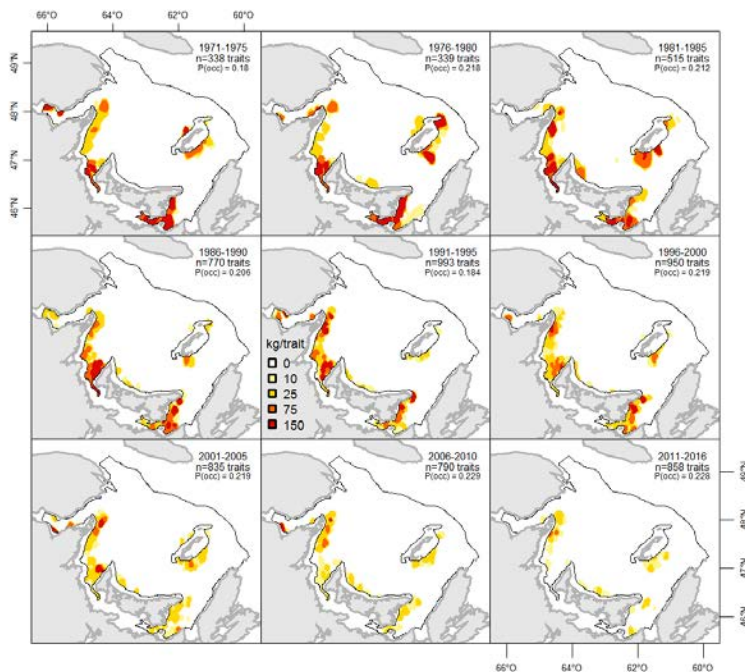 66°O 64°O 62°O 60°O
1971-1975
n=338 traits
P(occ) = 0.18
1976-1980
n=339 traits
P(occ) = 0.218
1981-1985
n=515 traits
P(occ) = 0.212
49°N
48°N
47°N
46°N
1986-1990
n=770 traits
P(occ) = 0.206
1991-1995
n=993 traits
P(occ) = 0.184
1996-2000
n=950 traits
P(occ) = 0.219
kg/trait
0
10
25
75
150
2001-2005
n=835 traits
P(occ) = 0.219
2006-2010
n=790 traits
P(occ) = 0.229
2011-2016
n=858 traits
P(occ) = 0.228
49°N
48°N
47°N
46°N
66°O 64°O 62°O 60°O